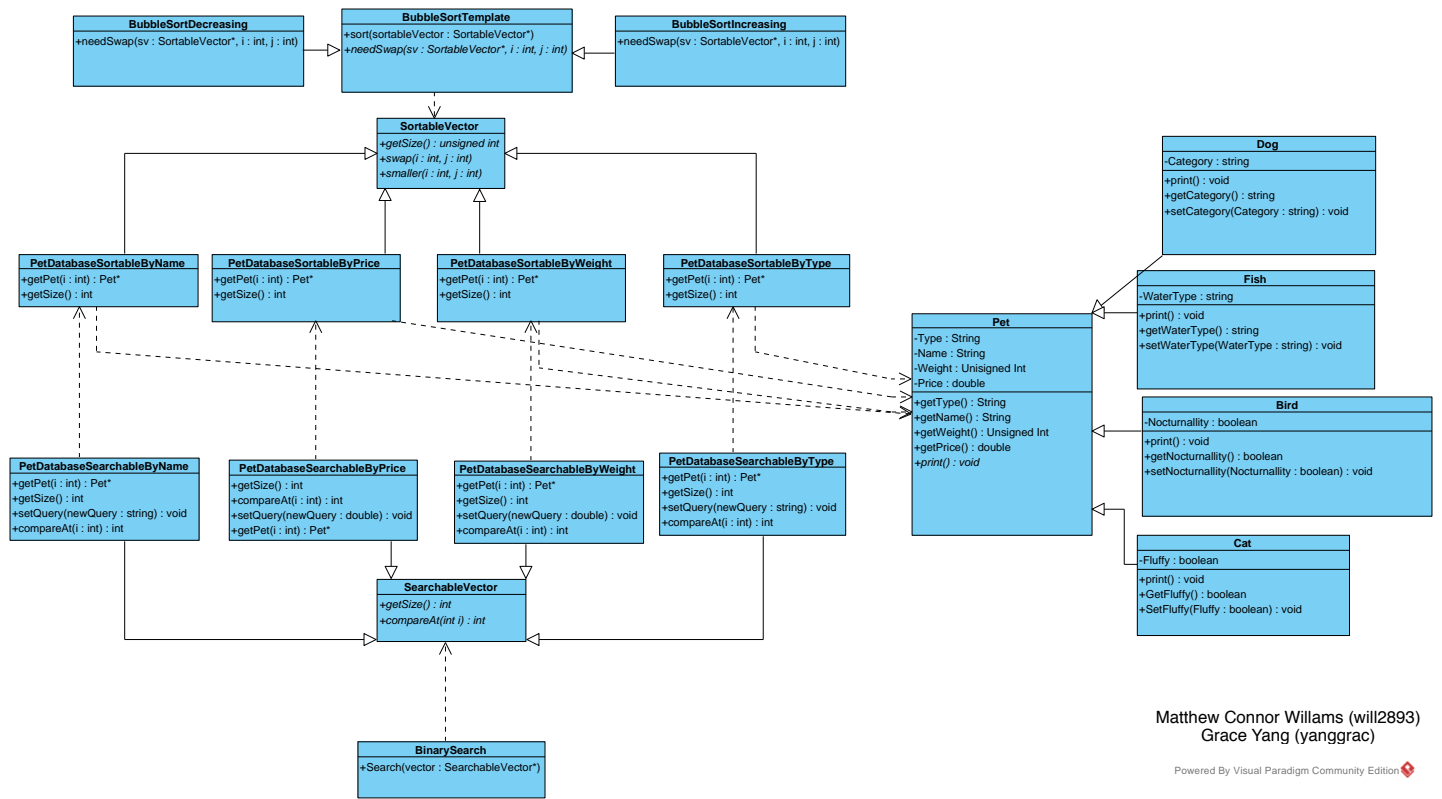 BubbleSortDecreasing
+needSwap(sv : SortableVector*, i : int, j : int)
BubbleSortTemplate
+sort(sortableVector : SortableVector*)
+needSwap(sv : SortableVector*, i : int, j : int)
BubbleSortIncreasing
+needSwap(sv : SortableVector*, i : int, j : int)
SortableVector
+getSize() : unsigned int
+swap(i : int, j : int)
+smaller(i : int, j : int)
PetDatabaseSortableByName
+getPet(i : int) : Pet*
+getSize() : int
PetDatabaseSortableByPrice
+getPet(i : int) : Pet*
+getSize() : int
PetDatabaseSortableByWeight
+getPet(i : int) : Pet*
+getSize() : int
PetDatabaseSortableByType
+getPet(i : int) : Pet*
+getSize() : int
Dog
-Category : string
+print() : void
+getCategory() : string
+setCategory(Category : string) : void
Fish
-WaterType : string
+print() : void
+getWaterType() : string
+setWaterType(WaterType : string) : void
Pet
-Type : String
-Name : String
-Weight : Unisigned Int
-Price : double
+getType() : String
+getName() : String
+getWeight() : Unsigned Int
+getPrice() : double
+print() : void
Bird
-Nocturnallity : boolean
+print() : void
+getNocturnallity() : boolean
+setNocturnallity(Nocturnallity : boolean) : void
Cat
-Fluffy : boolean
+print() : void
+GetFluffy() : boolean
+SetFluffy(Fluffy : boolean) : void
PetDatabaseSearchableByName
+getPet(i : int) : Pet*
+getSize() : int
+setQuery(newQuery : string) : void
+compareAt(i : int) : int
PetDatabaseSearchableByPrice
+getSize() : int
+compareAt(i : int) : int
+setQuery(newQuery : double) : void
+getPet(i : int) : Pet*
PetDatabaseSearchableByWeight
+getPet(i : int) : Pet*
+getSize() : int
+setQuery(newQuery : double) : void
+compareAt(i : int) : int
PetDatabaseSearchableByType
+getPet(i : int) : Pet*
+getSize() : int
+setQuery(newQuery : string) : void
+compareAt(i : int) : int
SearchableVector
+getSize() : int
+compareAt(int i) : int
BinarySearch
+Search(vector : SearchableVector*)
Matthew Connor Willams (will2893)
Grace Yang (yanggrac)
Powered By Visual Paradigm Community Edition